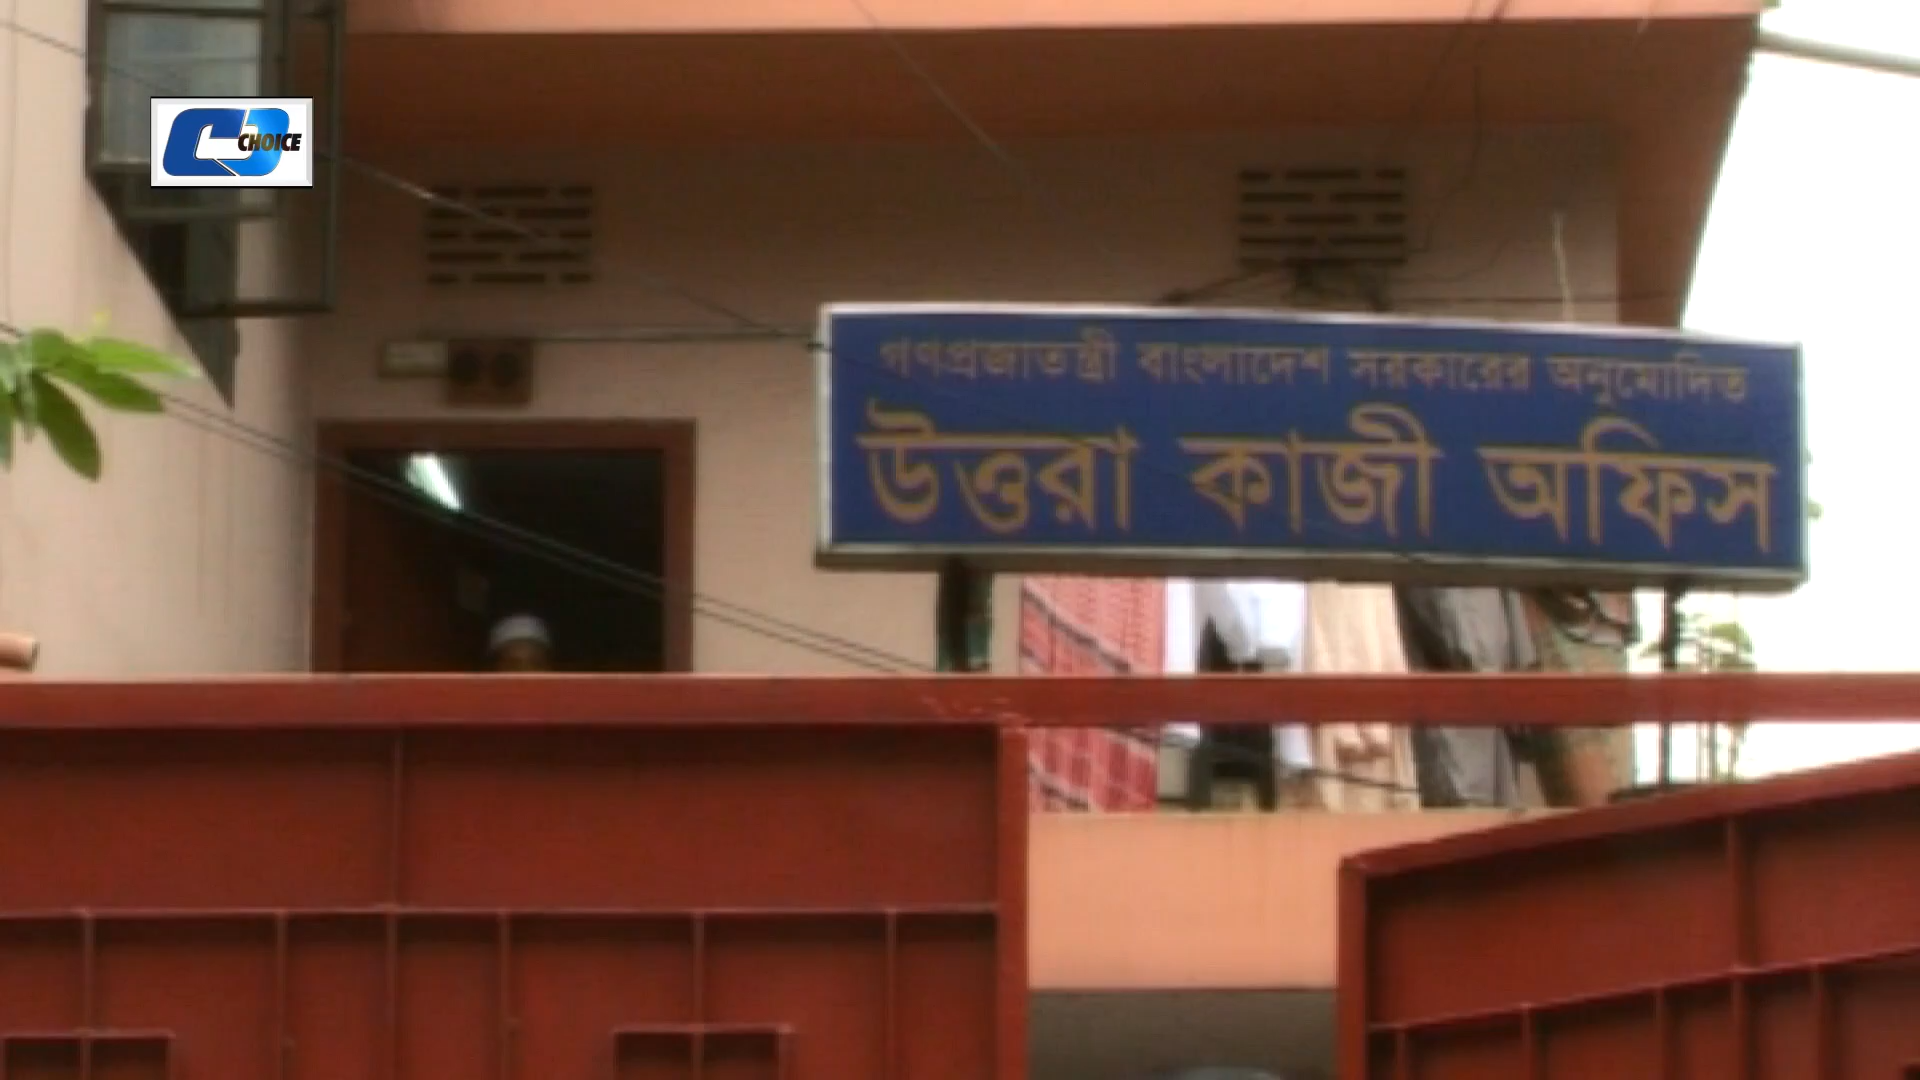 CHOICE
গণপ্রজাতন্ত্রী বাংলাদেশ সরকারের অনুমোদিত
উত্তরা কাজী অফিস